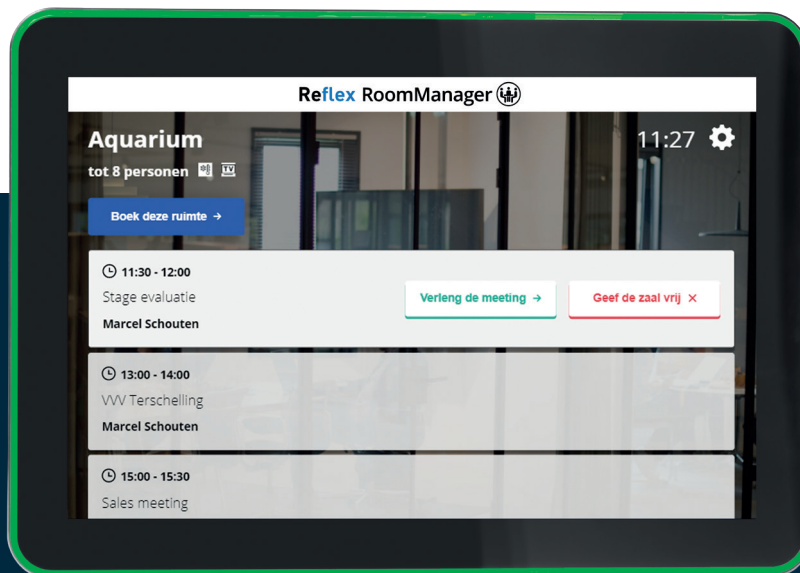 Reflex RoomManager
Aquarium
11:27
tot 8 personen TV
Boek deze ruimte →
11:30 - 12:00
Stage evaluatie
Marcel Schouten
Verleng de meeting →
Geef de zaal vrij ×
13:00 - 14:00
VVV Terschelling
Marcel Schouten
15:00 - 15:30
Sales meeting